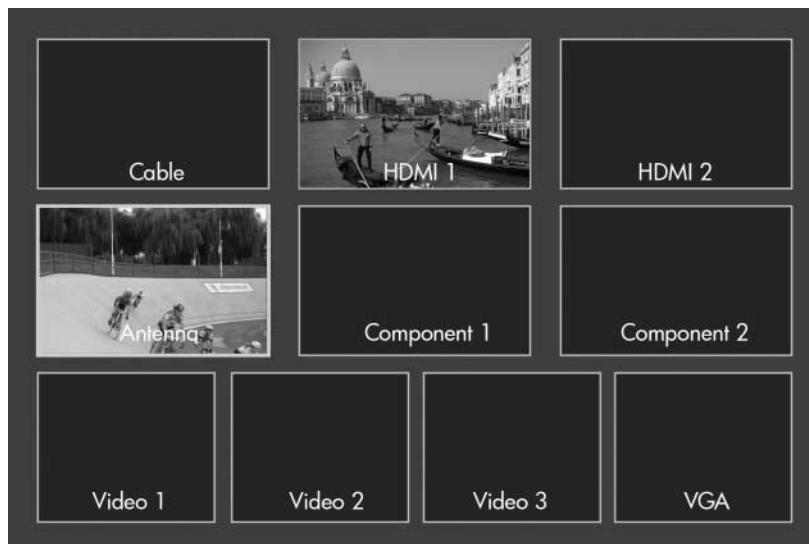 Cable
HDMI 1
HDMI 2
Antenna
Component 1
Component 2
Video 1
Video 2
Video 3
VGA